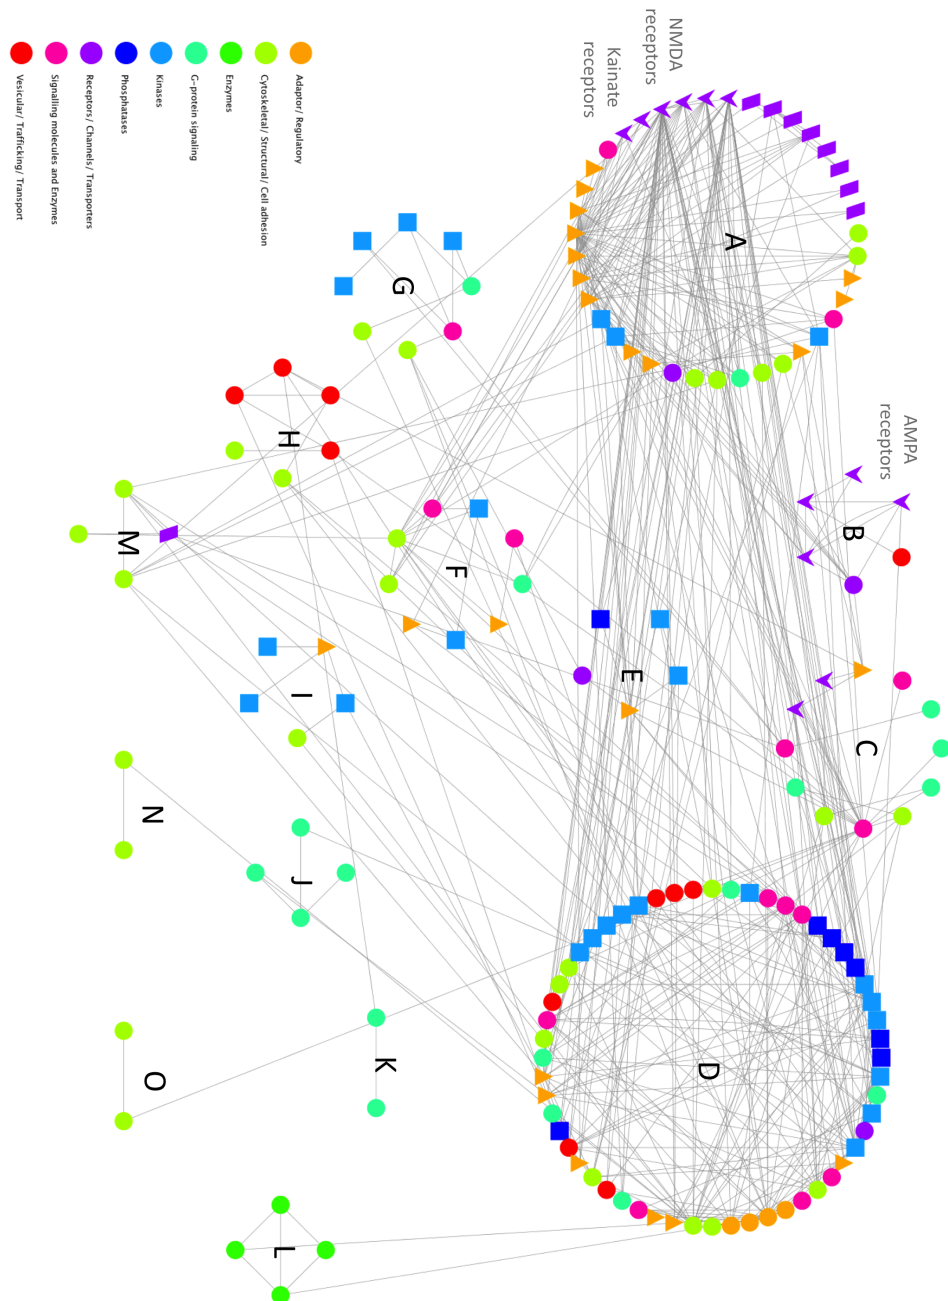 NMDA
receptors
Kainate
receptors
AMPA
receptors
A
B
C
D
E
F
G
H
I
J
K
L
M
N
O
Adaptor/ Regulatory
Cytoskeletal/ Structural/ Cell adhesion
Enzymes
G-protein signaling
Kinases
Phosphatases
Receptors/ Channels/ Transporters
Signalling molecules and Enzymes
Vesicular/ Trafficking/ Transport